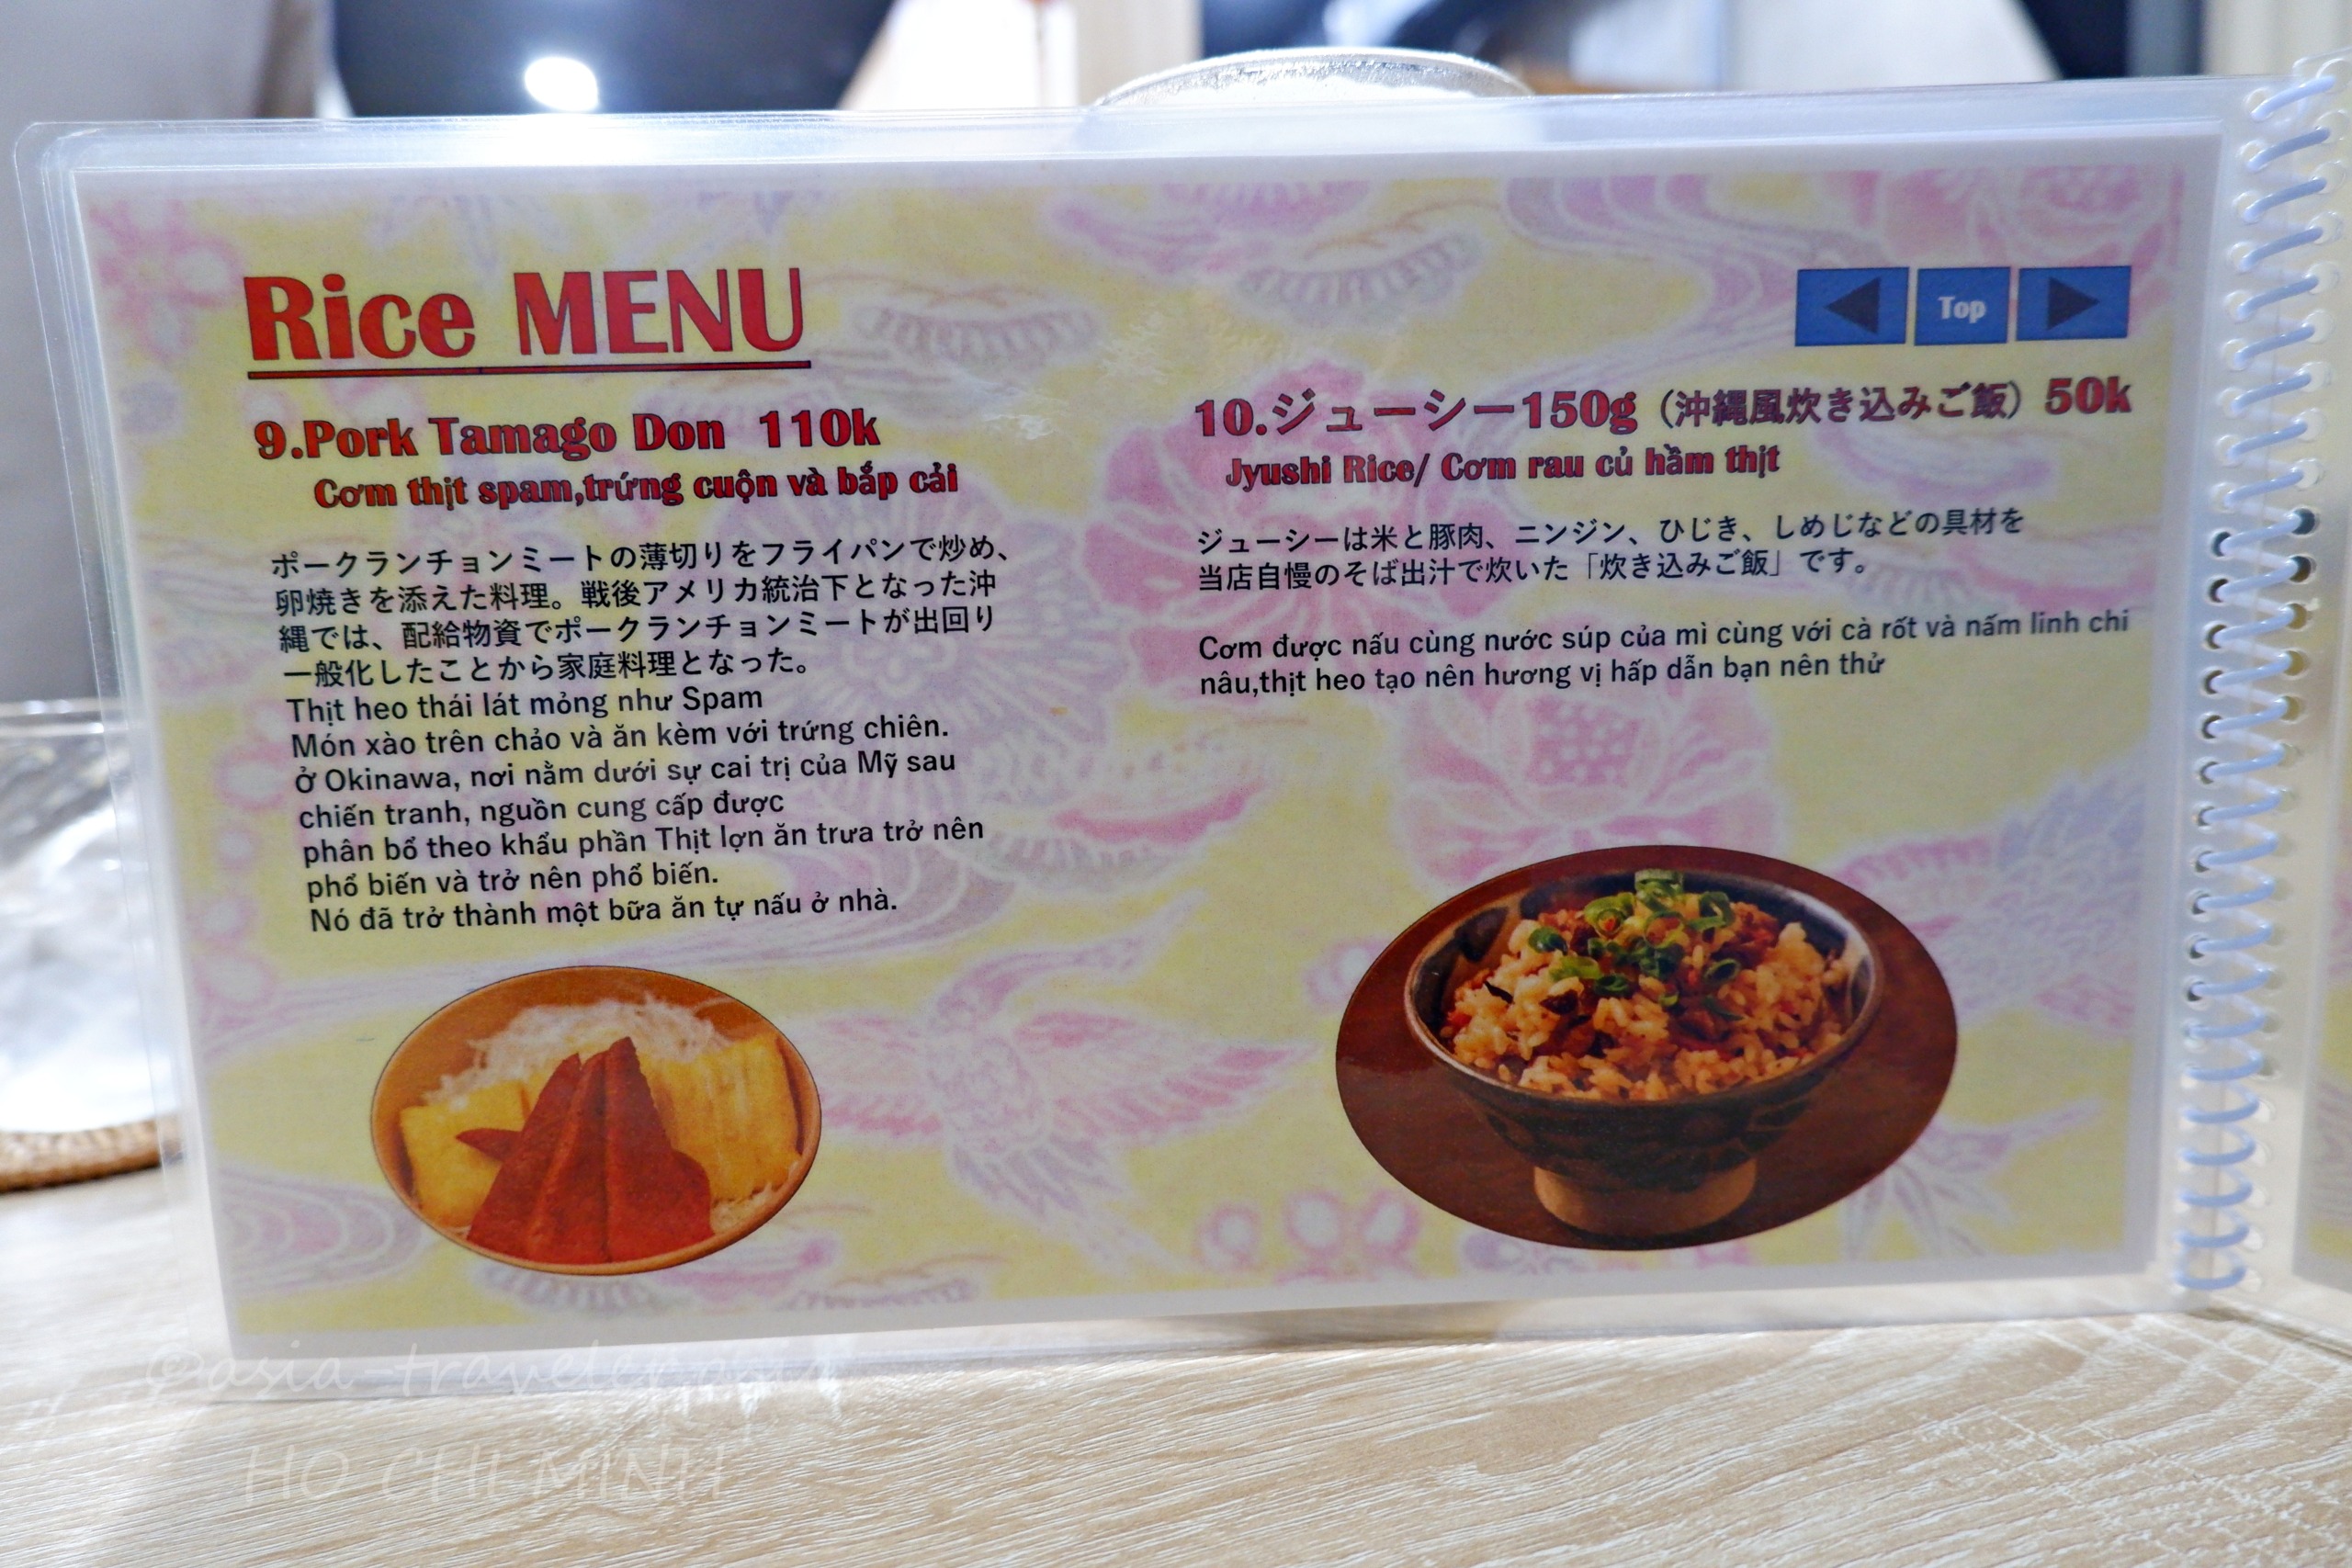 Rice MENU
9.Pork Tamago Don 110k
Cơm thịt spam,trứng cuộn và bắp cải
ポークランチョンミートの薄切りをフライパンで炒め、
卵焼きを添えた料理。戦後アメリカ統治下となった沖
縄では、配給物資でポークランチョンミートが出回り
一般化したことから家庭料理となった。
Thịt heo thái lát mỏng như Spam
Món xào trên chảo và ăn kèm với trứng chiên.
ở Okinawa, nơi nằm dưới sự cai trị của Mỹ sau
chiến tranh, nguồn cung cấp được
phân bổ theo khẩu phần Thịt lợn ăn trưa trở nên
phổ biến và trở nên phổ biến.
Nó đã trở thành một bữa ăn tự nấu ở nhà.
Top
10.ジューシー150g（沖縄風炊き込みご飯）50k
Jyushi Rice/ Cơm rau củ hầm thịt
ジューシーは米と豚肉、ニンジン、ひじき、しめじなどの具材を
当店自慢のそば出汁で炊いた「炊き込みご飯」です。
Cơm được nấu cùng nước súp của mì cùng với cà rốt và nấm linh chi
nâu,thịt heo tạo nên hương vị hấp dẫn bạn nên thử
HO CHI MINH